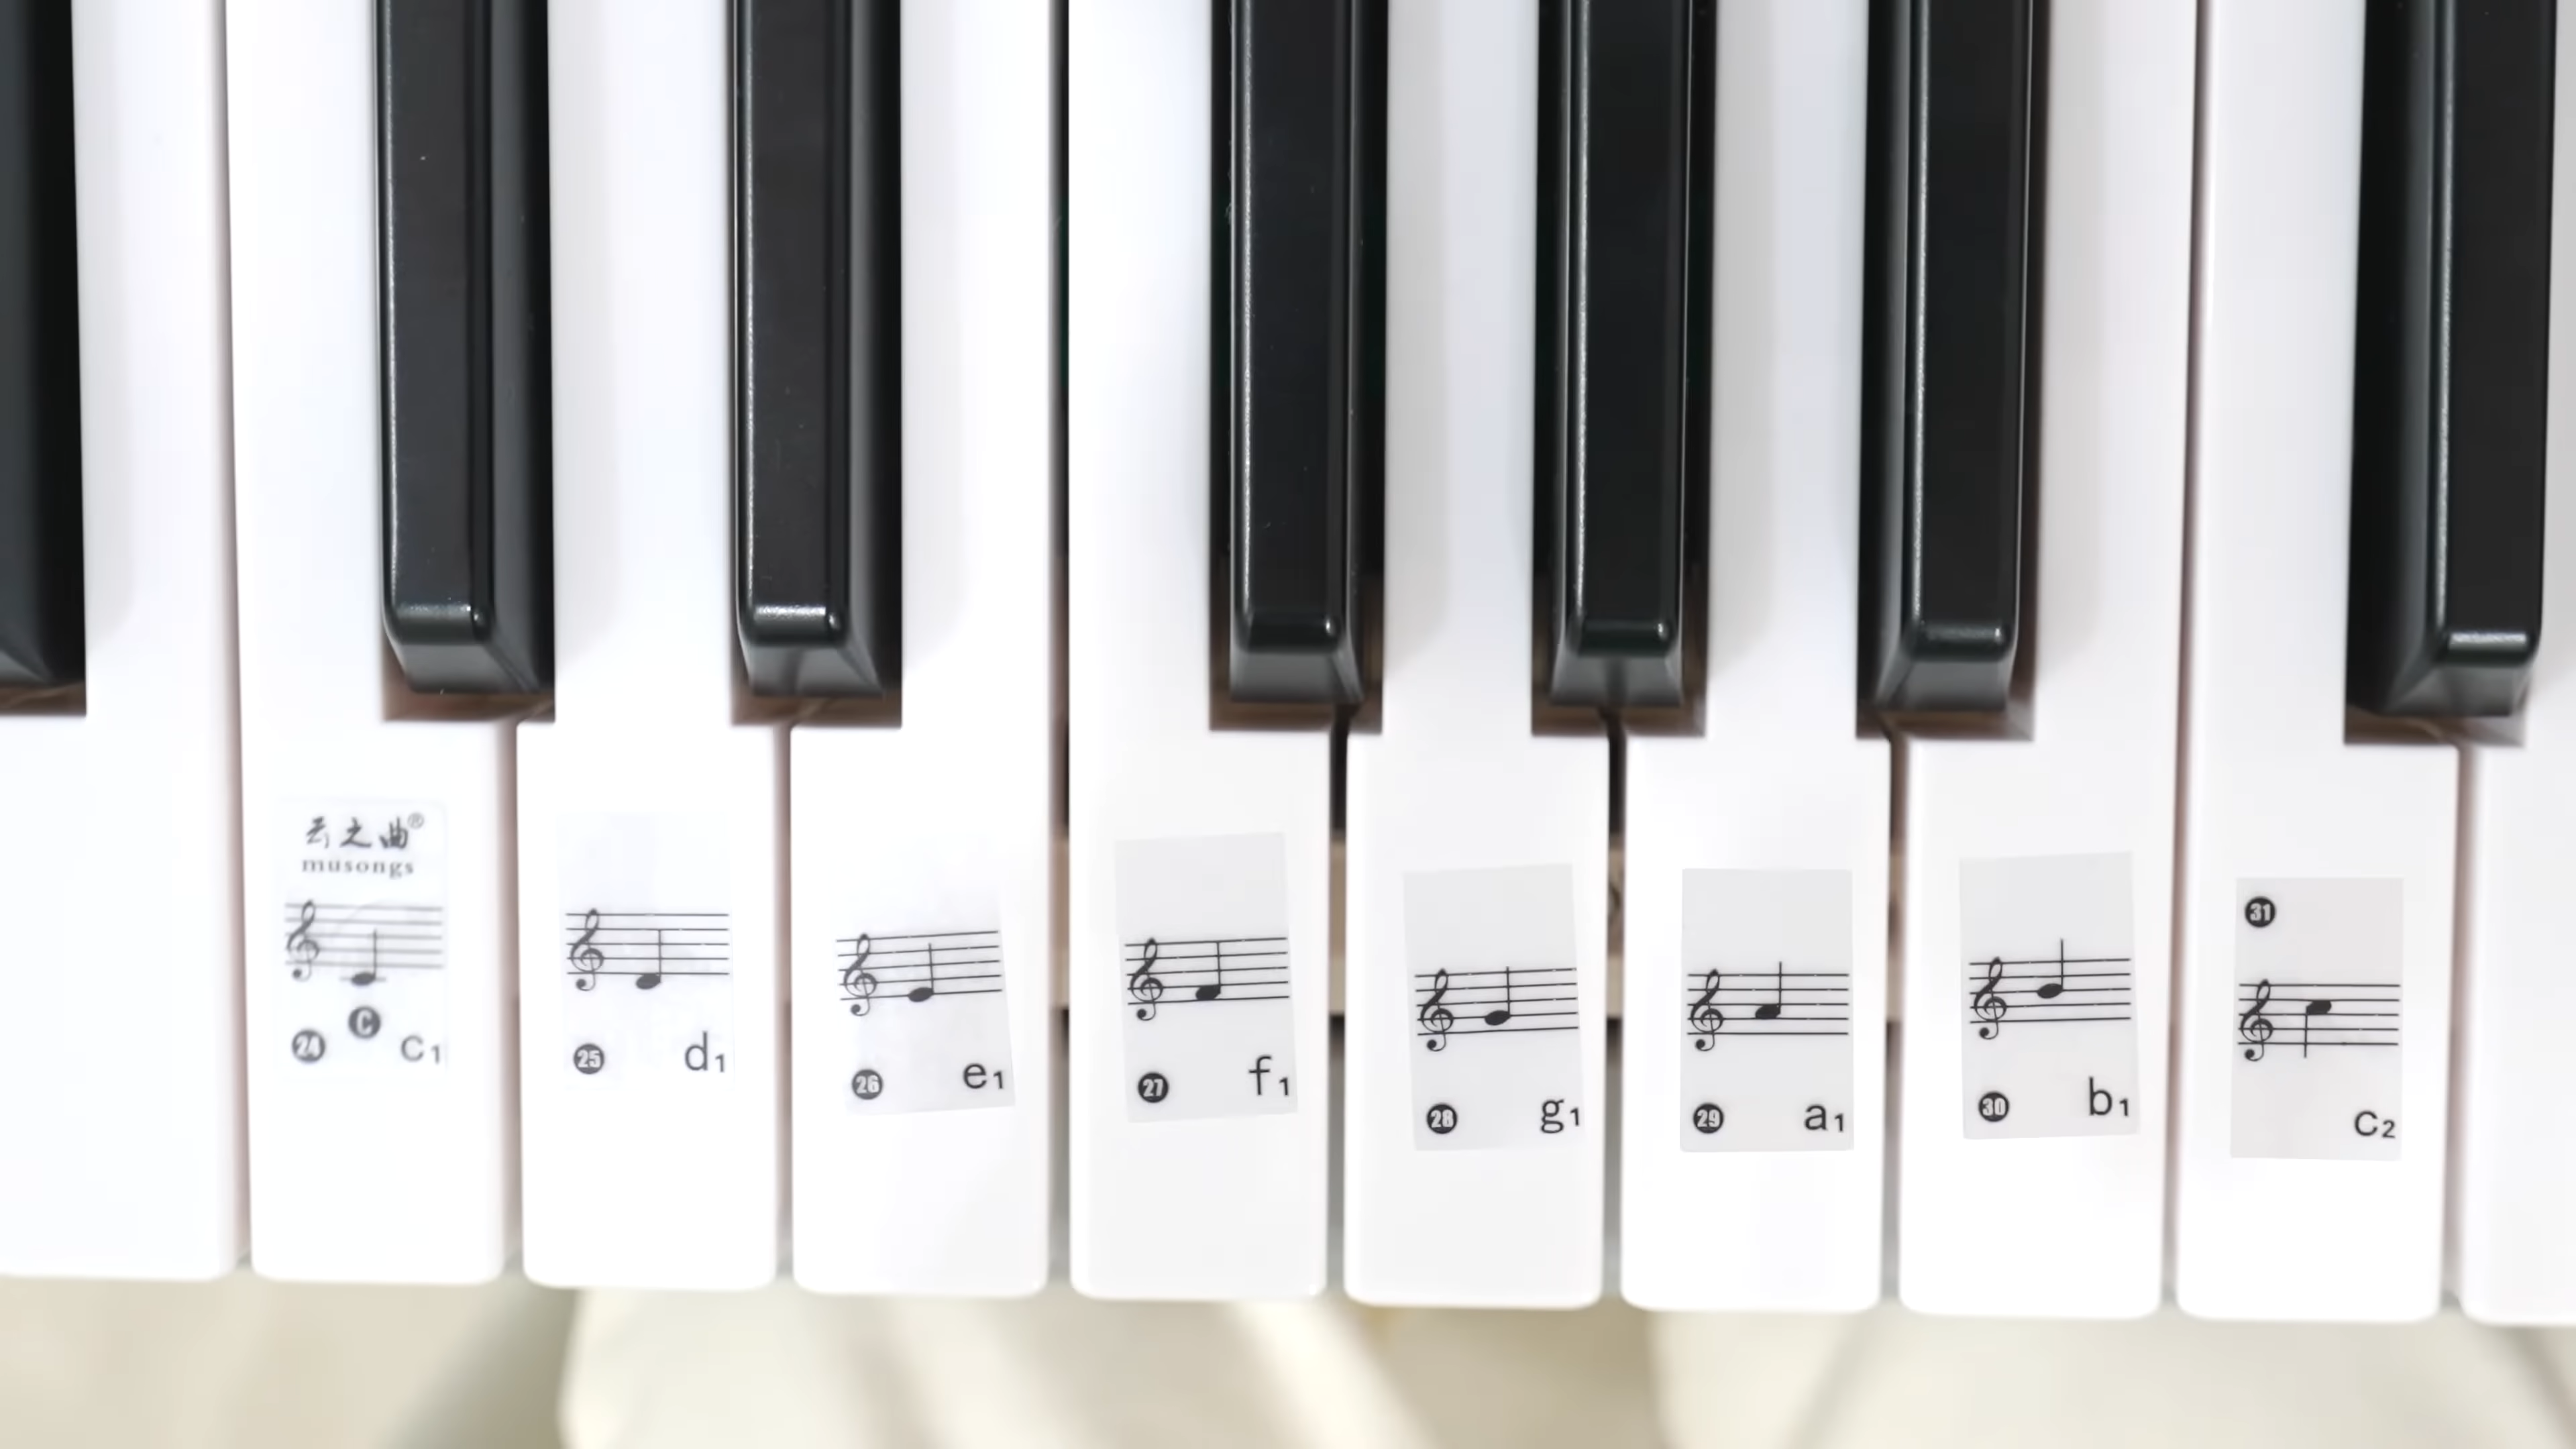 云之曲®
musongs
C
24 c1
25 d1
26 e1
27 f1
28 g1
29 a1
30 b1
31
c2